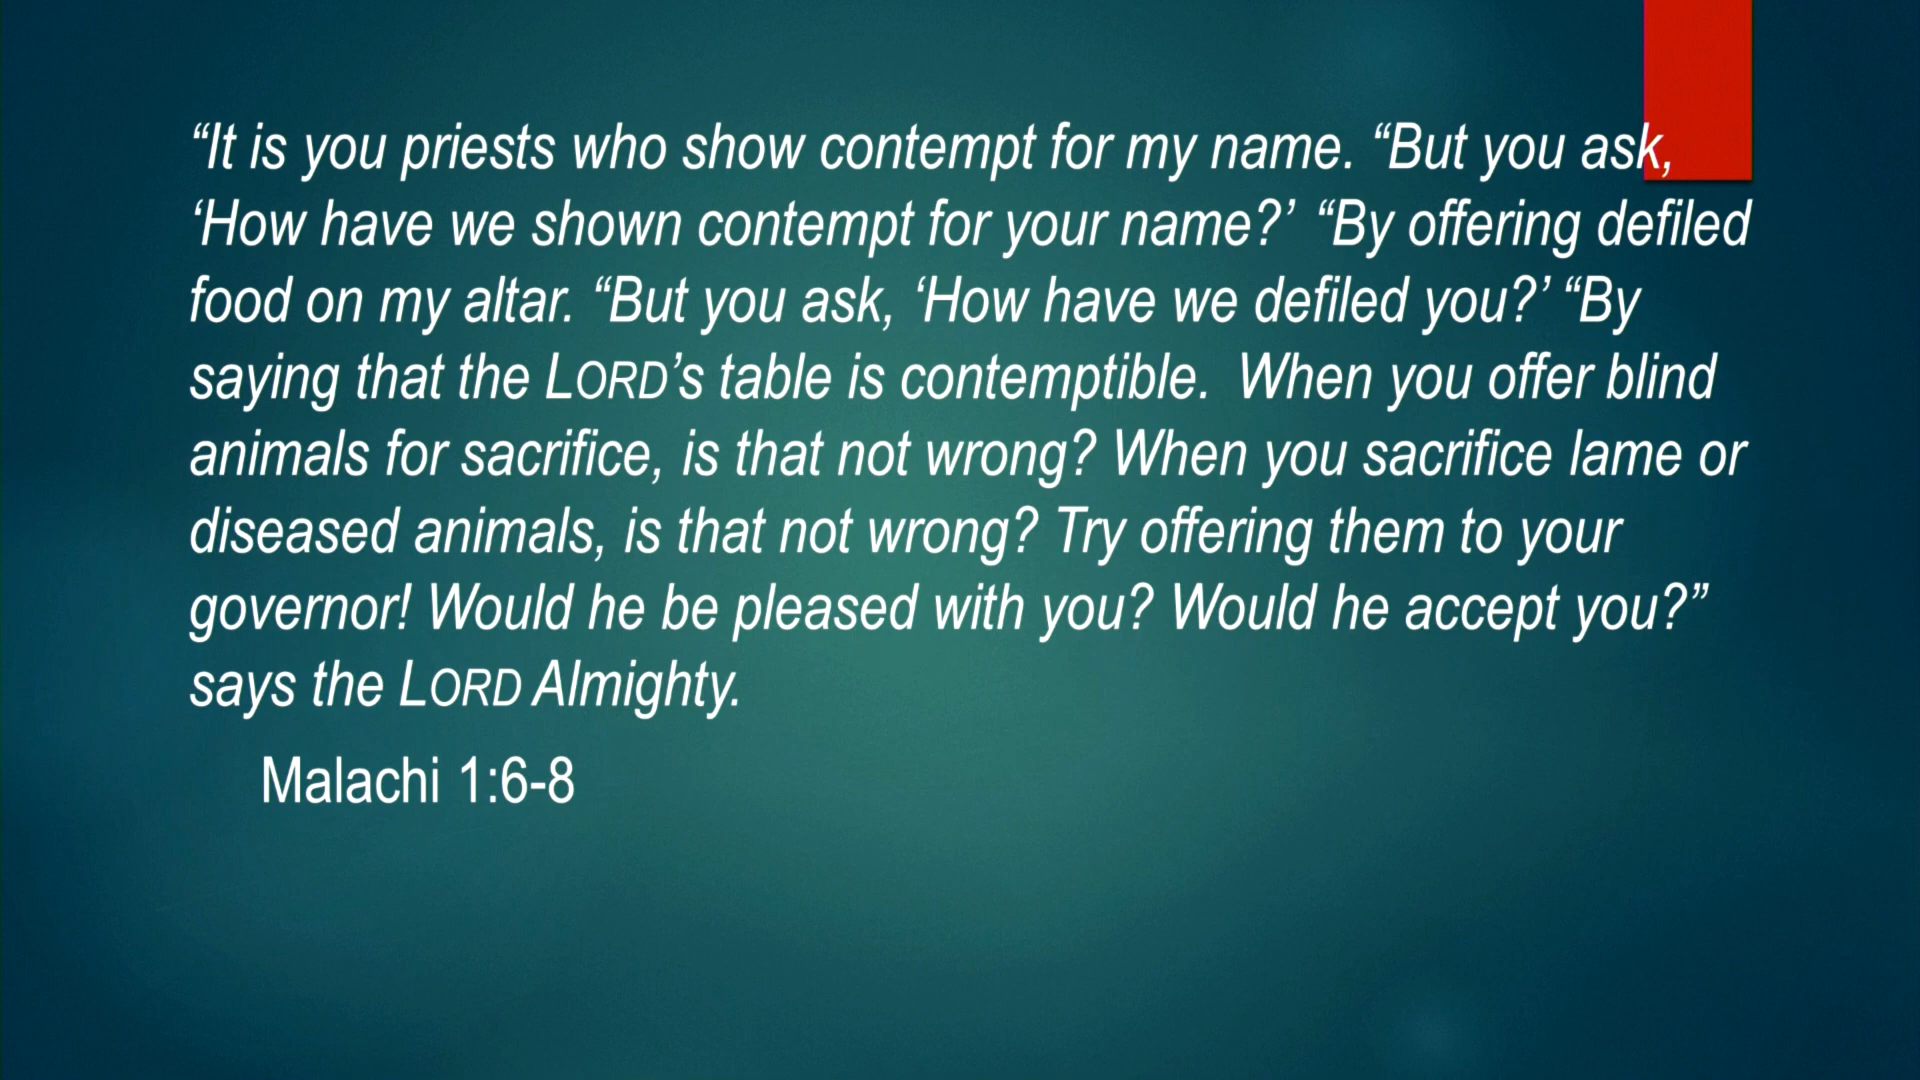 “It is you priests who show contempt for my name. “But you ask,
‘How have we shown contempt for your name?’ “By offering defiled
food on my altar. “But you ask, ‘How have we defiled you?’ “By
saying that the LORD’s table is contemptible.  When you offer blind
animals for sacrifice, is that not wrong? When you sacrifice lame or
diseased animals, is that not wrong? Try offering them to your
governor! Would he be pleased with you? Would he accept you?”
says the LORD Almighty.
Malachi 1:6-8